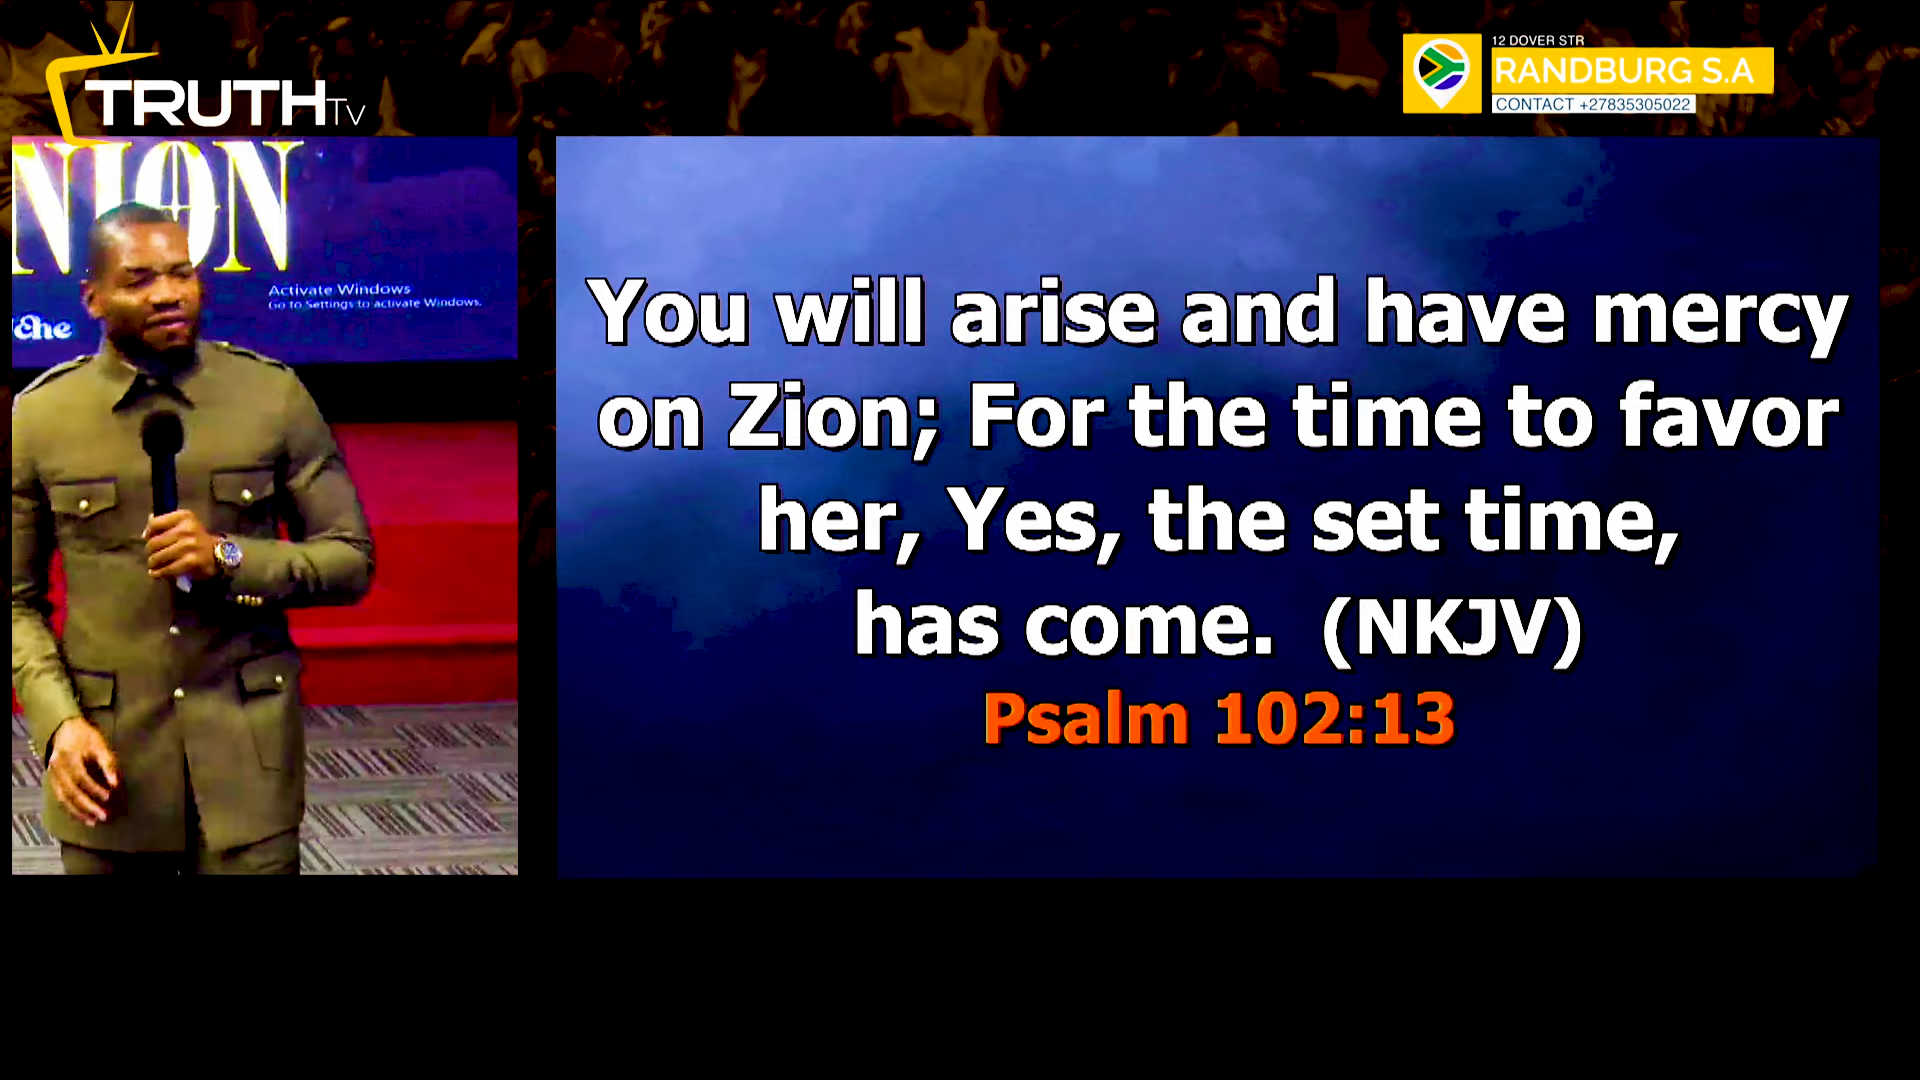 TRUTH Tv
12 DOVER STR
RANDBURG S.A
CONTACT +27835305022
NION
Activate Windows
Go to Settings to activate Windows.
Che
You will arise and have mercy
on Zion; For the time to favor
her, Yes, the set time,
has come. (NKJV)
Psalm 102:13